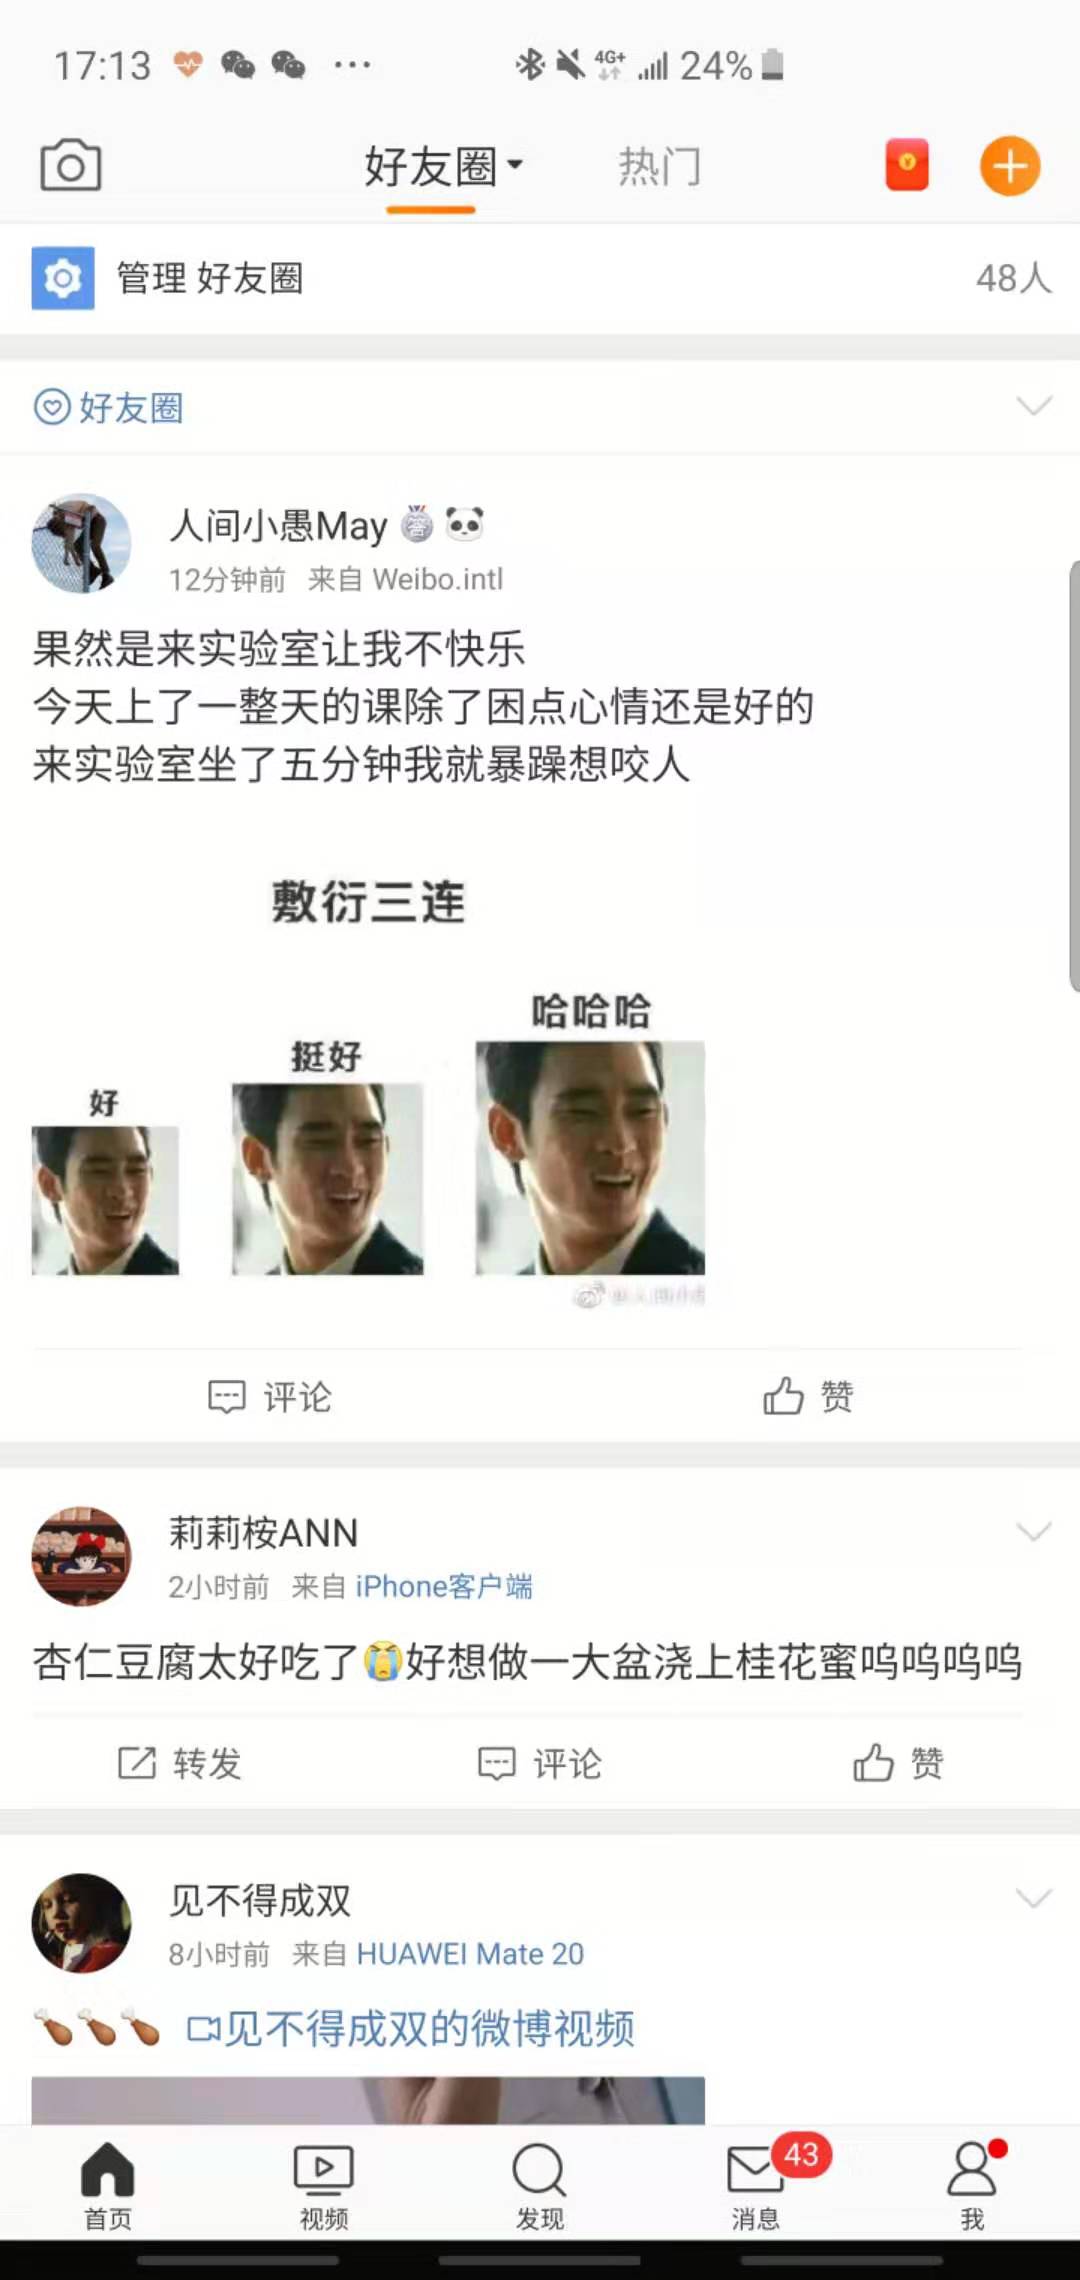 17:13
4G+
24%
好友圈
热门
管理 好友圈
48人
好友圈
人间小愚May
12分钟前 来自 Weibo.intl
果然是来实验室让我不快乐
今天上了一整天的课除了困点心情还是好的
来实验室坐了五分钟我就暴躁想咬人
敷衍三连
好
挺好
哈哈哈
评论
赞
莉莉桉ANN
2小时前 来自 iPhone客户端
杏仁豆腐太好吃了😭好想做一大盆浇上桂花蜜呜呜呜呜
转发
评论
赞
见不得成双
8小时前 来自 HUAWEI Mate 20
🍗🍗🍗 见不得成双的微博视频
首页
视频
发现
43
消息
我